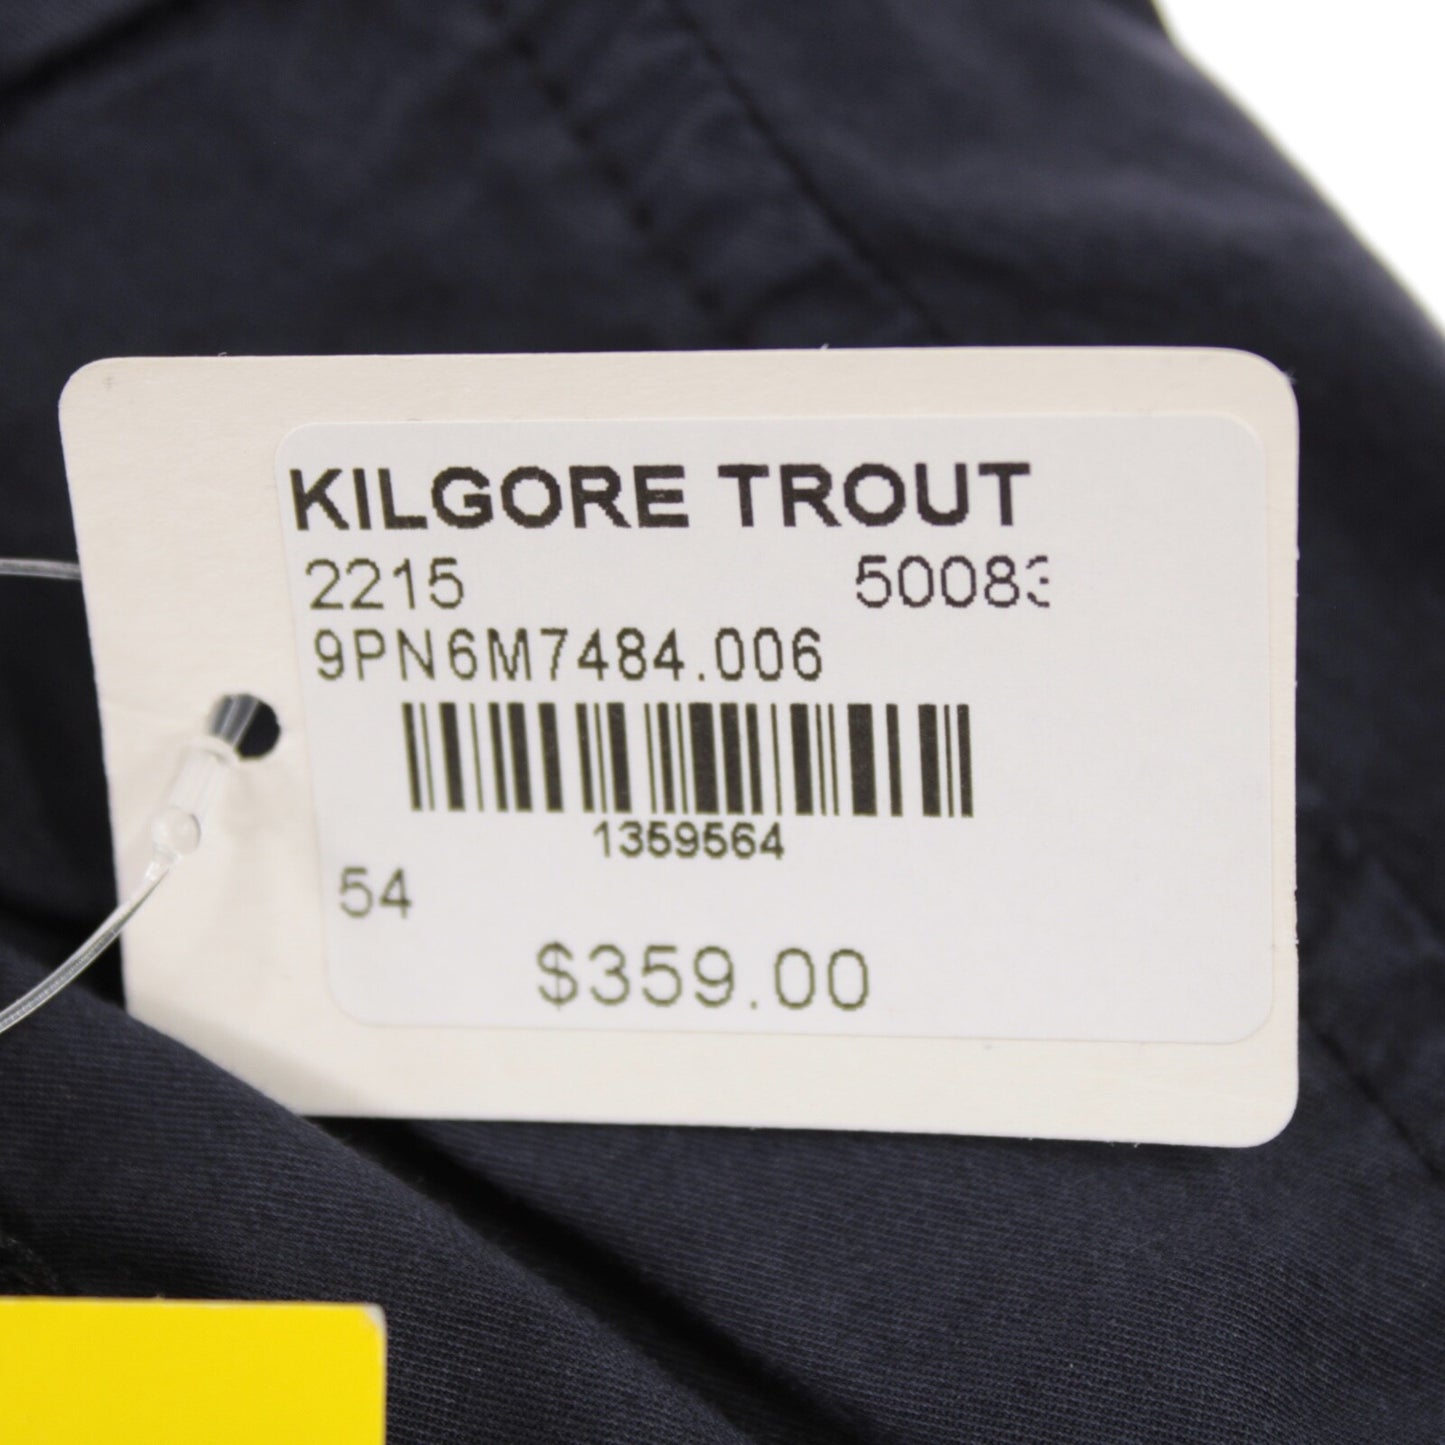 KILGORE TROUT
2215 50083
9PN6M7484.006
1359564
54
$359.00